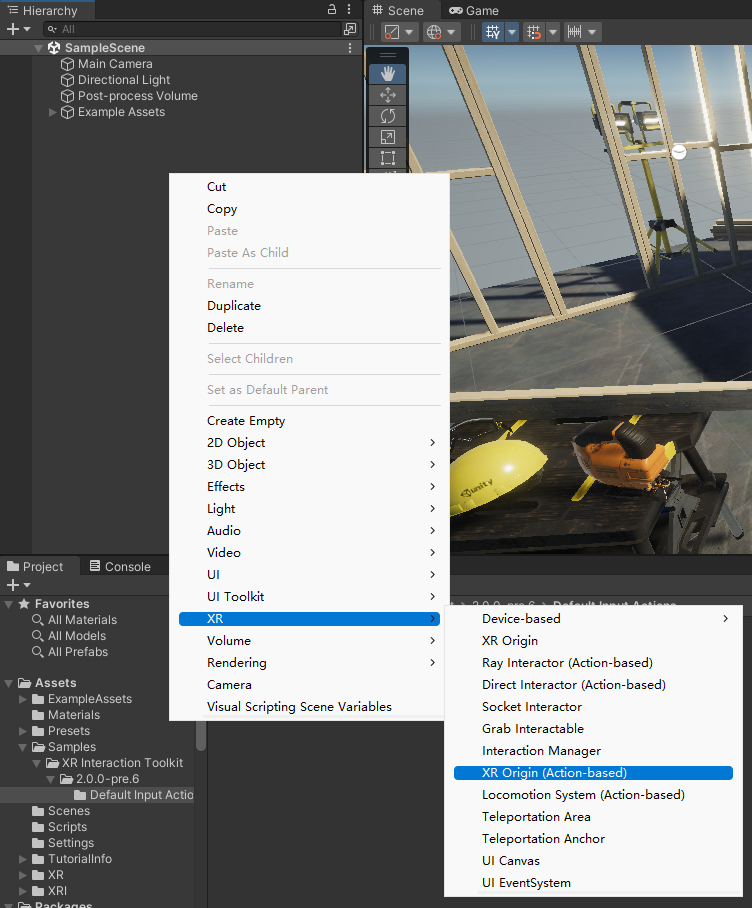 Hierarchy
All
SampleScene
Main Camera
Directional Light
Post-process Volume
Example Assets
Scene
Game
unity
Cut
Copy
Paste
Paste As Child
Rename
Duplicate
Delete
Select Children
Set as Default Parent
Create Empty
2D Object
3D Object
Effects
Light
Audio
Video
UI
UI Toolkit
XR
Volume
Rendering
Camera
Visual Scripting Scene Variables
Device-based
XR Origin
Ray Interactor (Action-based)
Direct Interactor (Action-based)
Socket Interactor
Grab Interactable
Interaction Manager
XR Origin (Action-based)
Locomotion System (Action-based)
Teleportation Area
Teleportation Anchor
UI Canvas
UI EventSystem
Project
Console
Favorites
All Materials
All Models
All Prefabs
Assets
ExampleAssets
Materials
Presets
Samples
XR Interaction Toolkit
2.0.0-pre.6
Default Input Actio
Scenes
Scripts
Settings
TutorialInfo
XR
XRI
Packages
2.0.0-pre.6
Default Input Actions